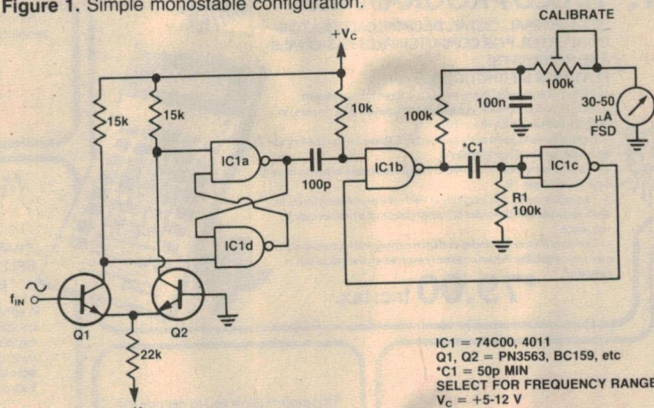 Figure 1. Simple monostable configuration.
CALIBRATE
+Vc
15k
15k
10k
100k
100n
100k
30-50
µA
FSD
IC1a
100p
IC1b
*C1
IC1c
R1
100k
IC1d
fIN
Q1
Q2
22k
IC1 = 74C00, 4011
Q1, Q2 = PN3563, BC159, etc
*C1 = 50p MIN
SELECT FOR FREQUENCY RANGE
Vc = +5-12 V